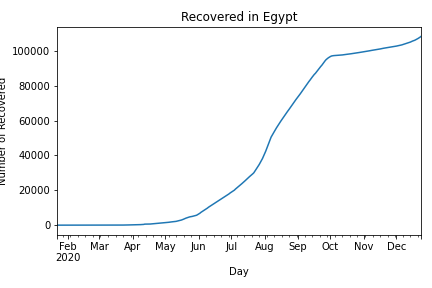 Recovered in Egypt
Number of Recovered
100000
80000
60000
40000
20000
0
Feb Mar Apr May Jun Jul Aug Sep Oct Nov Dec
2020
Day